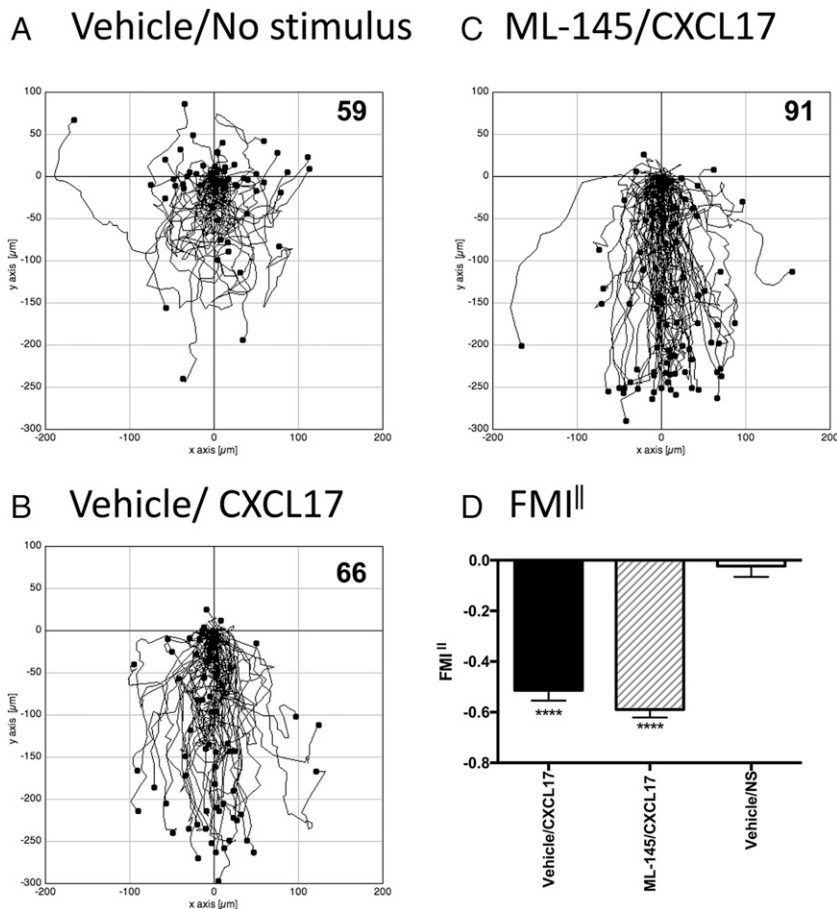 A Vehicle/No stimulus
59
100
50
0
-50
-100
-150
-200
-250
-300
y axis [µm]
-200 -100 0 100 200
x axis [µm]
C ML-145/CXCL17
91
100
50
0
-50
-100
-150
-200
-250
-300
y axis [µm]
-200 -100 0 100 200
x axis [µm]
B Vehicle/ CXCL17
66
100
50
0
-50
-100
-150
-200
-250
-300
y axis [µm]
-200 -100 0 100 200
x axis [µm]
D FMI||
0.0
-0.2
-0.4
-0.6
-0.8
FMI II
****
****
Vehicle/CXCL17
ML-145/CXCL17
Vehicle/NS